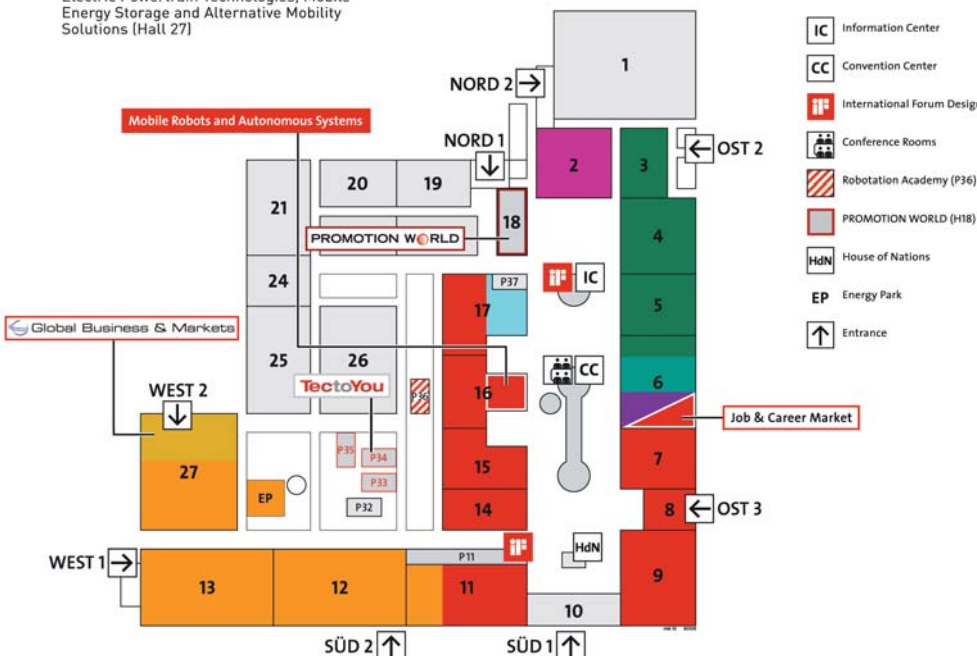 Energy Storage and Alternative Mobility
Solutions (Hall 27)
1
NORD 2
Mobile Robots and Autonomous Systems
NORD 1
2
3
OST 2
20
19
21
18
PROMOTION WORLD
4
24
P37
iF
IC
17
5
Global Business & Markets
25
26
CC
6
TectoYou
16
P36
WEST 2
Job & Career Market
27
P35
P34
P33
P32
EP
15
7
14
8
OST 3
iF
HdN
WEST 1
P11
13
12
11
9
10
SÜD 2
SÜD 1
IC Information Center
CC Convention Center
iF International Forum Desig
Conference Rooms
Robotation Academy (P36)
PROMOTION WORLD (H18)
HdN House of Nations
EP Energy Park
Entrance